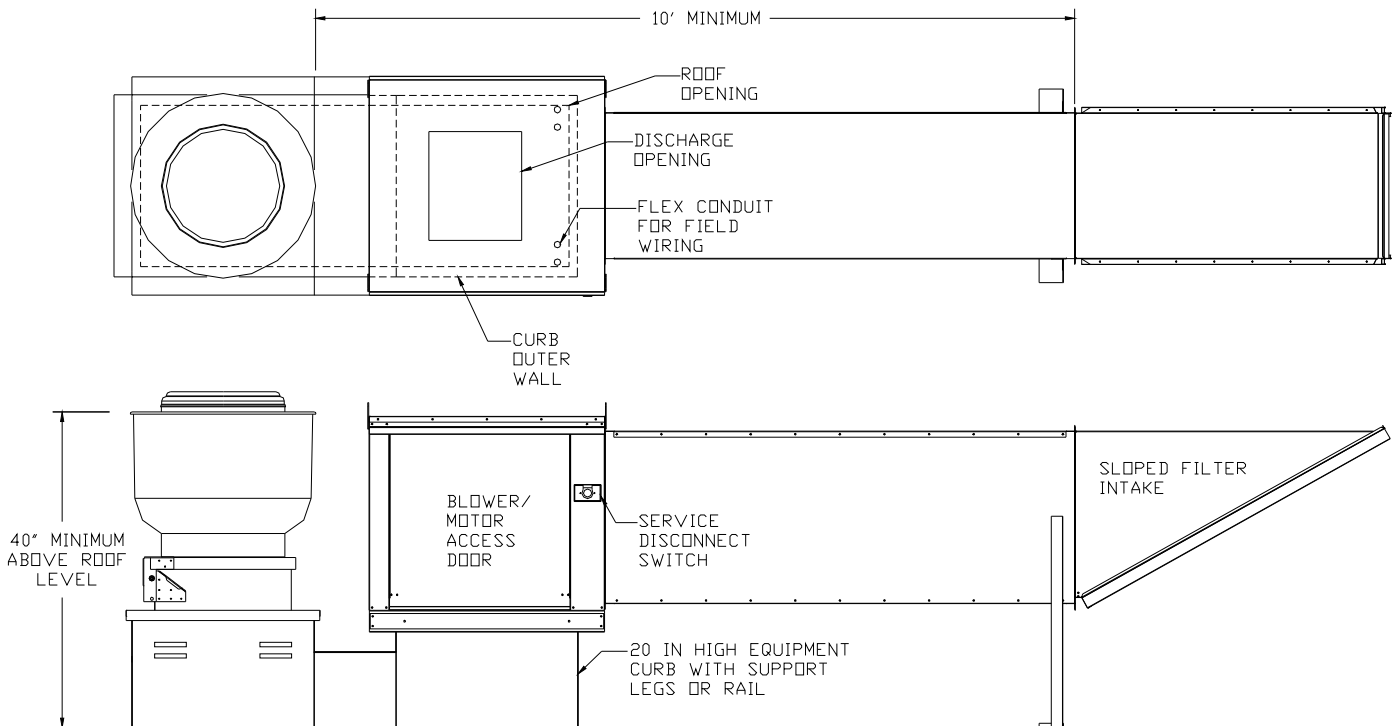 10' MINIMUM
ROOF
OPENING
DISCHARGE
OPENING
FLEX CONDUIT
FOR FIELD
WIRING
CURB
OUTER
WALL
40" MINIMUM
ABOVE ROOF
LEVEL
BLOWER/
MOTOR
ACCESS
DOOR
SERVICE
DISCONNECT
SWITCH
SLOPED FILTER
INTAKE
20 IN HIGH EQUIPMENT
CURB WITH SUPPORT
LEGS OR RAIL